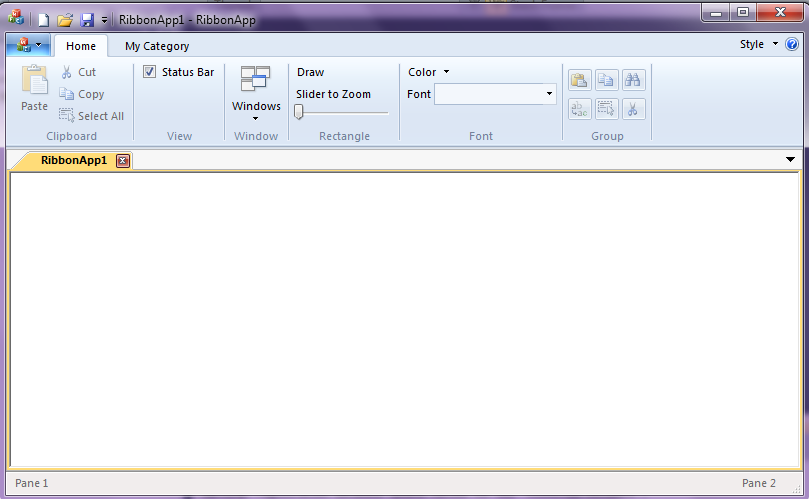 RibbonApp1 - RibbonApp
Home My Category Style
Paste
Cut
Copy
Select All
Clipboard
Status Bar
View
Windows
Window
Draw
Slider to Zoom
Rectangle
Color
Font
Font
Group
RibbonApp1
Pane 1 Pane 2